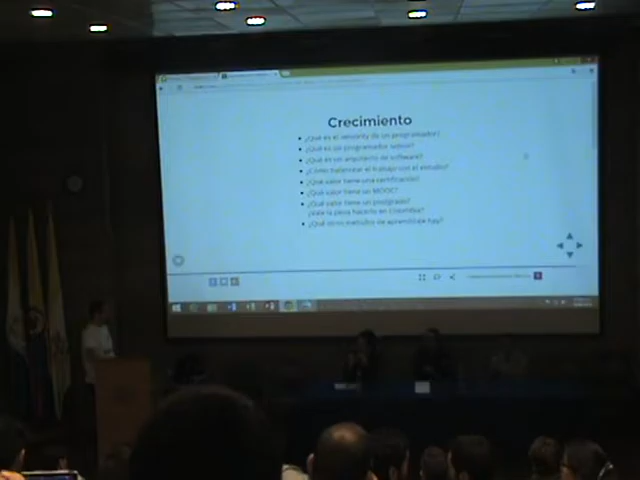 Crecimiento
¿Qué es el seniority de un programador?
¿Qué es un programador senior?
¿Qué es un arquitecto de software?
¿Cómo balancear el trabajo con el estudio?
¿Qué valor tiene una certificación?
¿Qué valor tiene un MOOC?
¿Qué valor tiene un postgrado?
¿Vale la pena hacerlo en Colombia?
¿Qué otros métodos de aprendizaje hay?